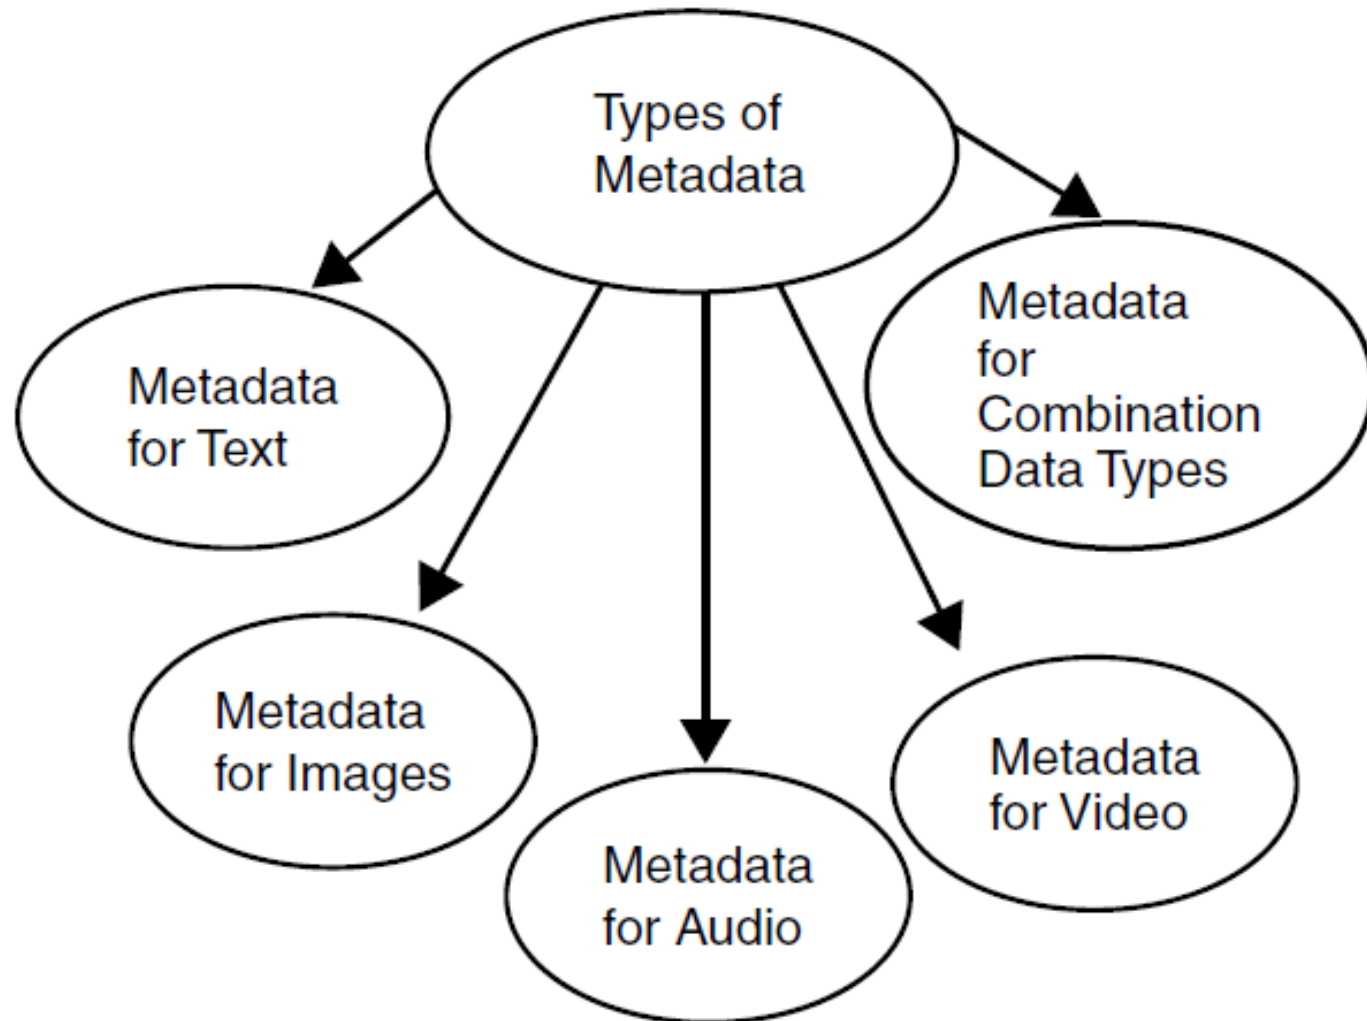 Types of
Metadata
Metadata
for Text
Metadata
for
Combination
Data Types
Metadata
for Images
Metadata
for Audio
Metadata
for Video